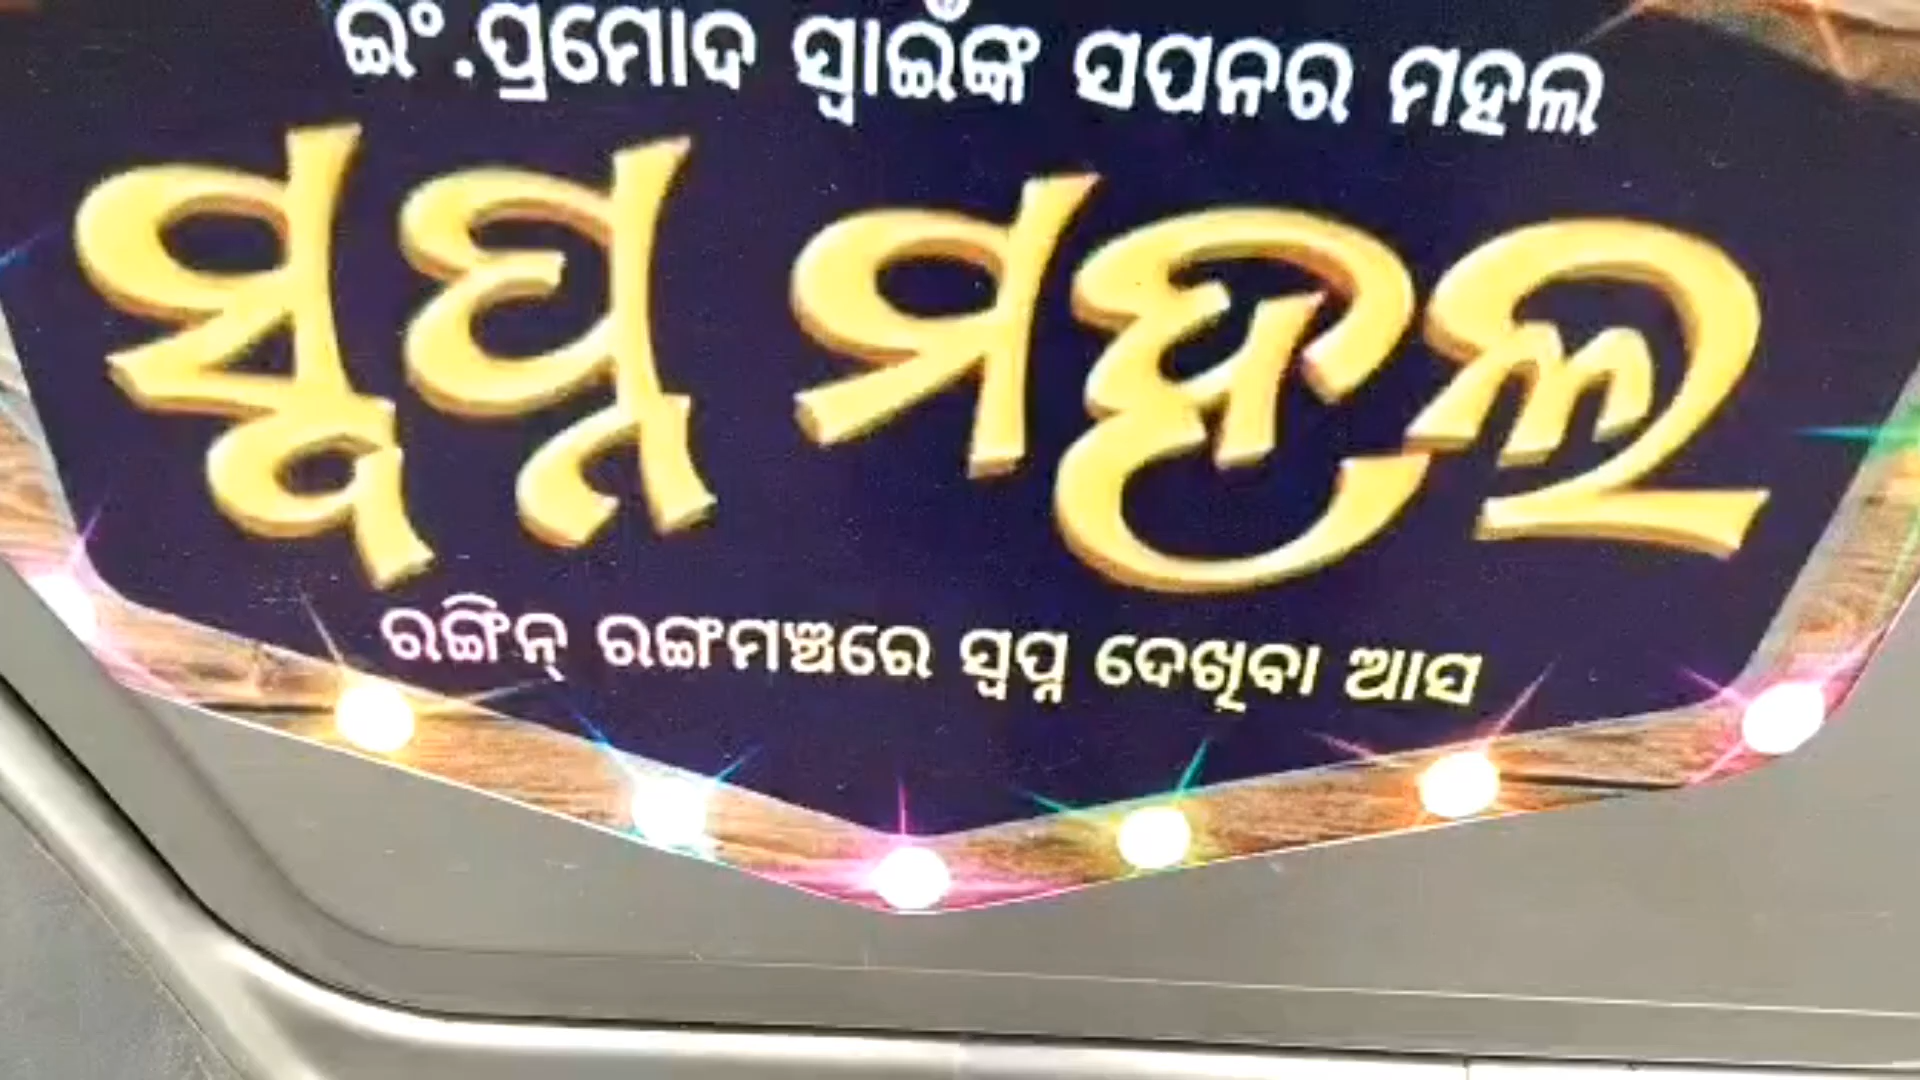 ଇଂ.ପ୍ରମୋଦ ସ୍ୱାଇଁଙ୍କ ସପନର ମହଲ
ସ୍ୱପ୍ନ ମହଲ
ରଙ୍ଗିନ୍ ରଙ୍ଗମଞ୍ଚରେ ସ୍ୱପ୍ନ ଦେଖିବା ଆସ